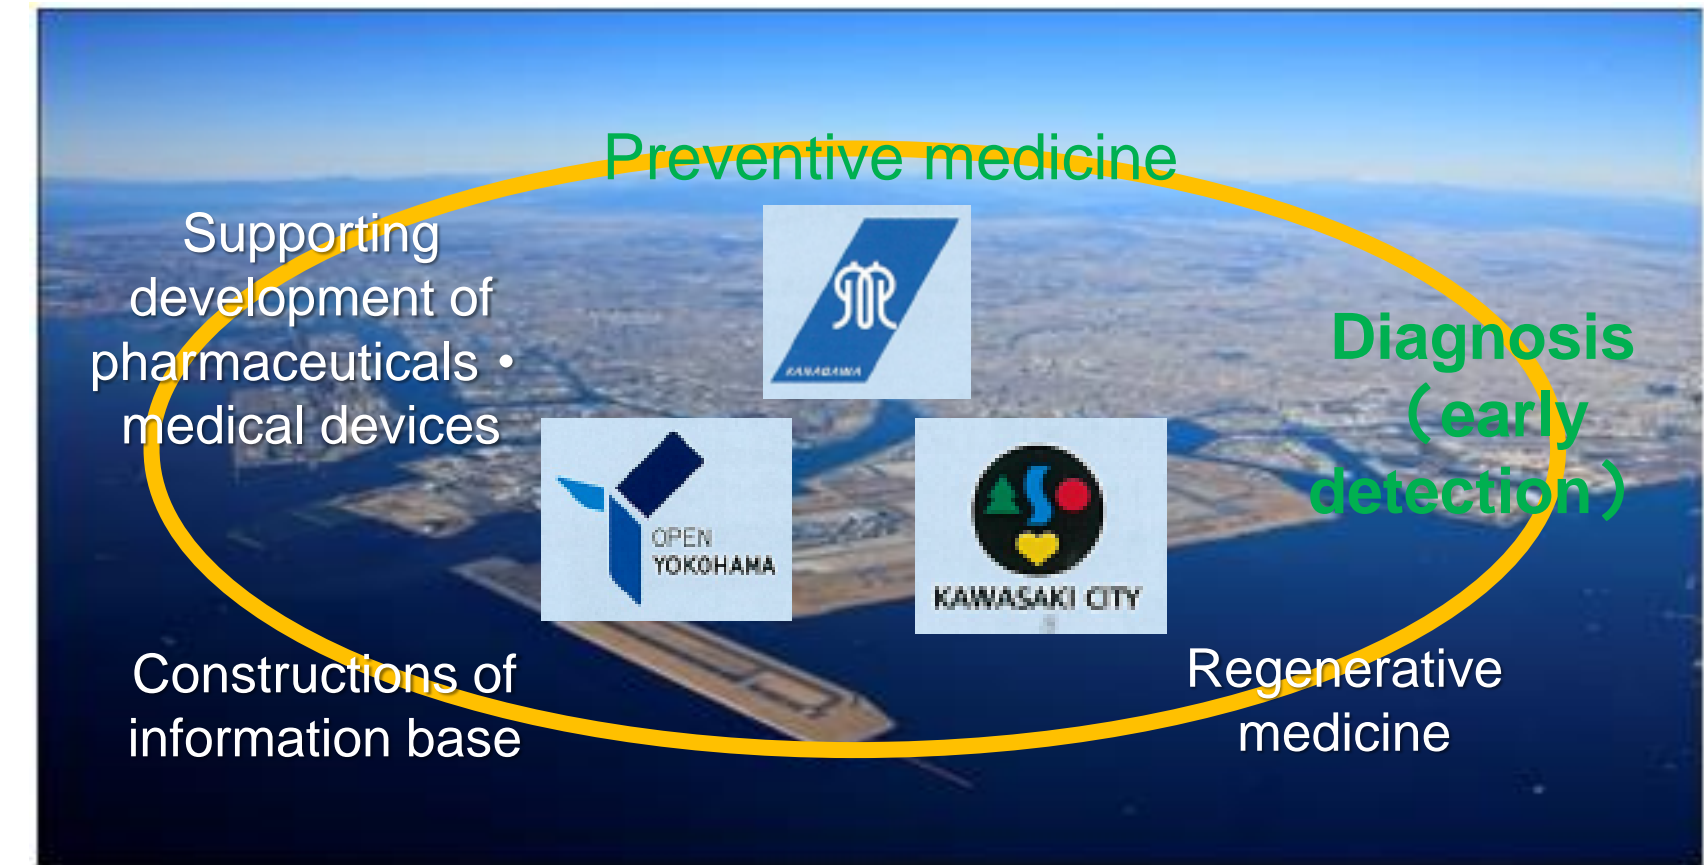 Preventive medicine
Supporting
development of
pharmaceuticals・
medical devices
KANAGAWA
Diagnosis
（early
detection）
OPEN
YOKOHAMA
KAWASAKI CITY
Constructions of
information base
Regenerative
medicine